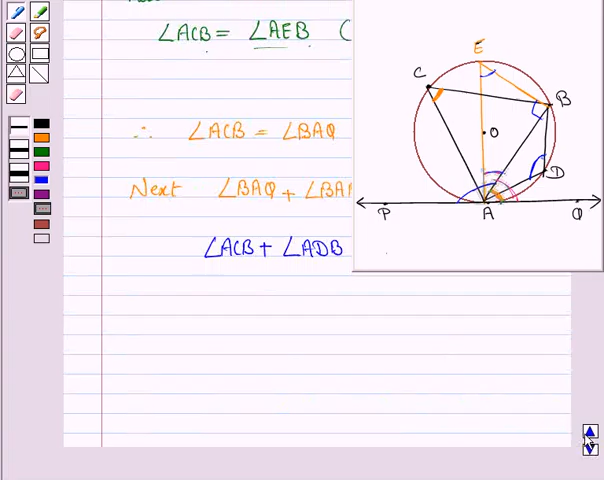 ∠ACB = ∠AEB (
∴ ∠ACB = ∠BAQ
Next ∠BAQ + ∠BA
∠ACB + ∠ADB
E
C
B
O
D
P
A
Q